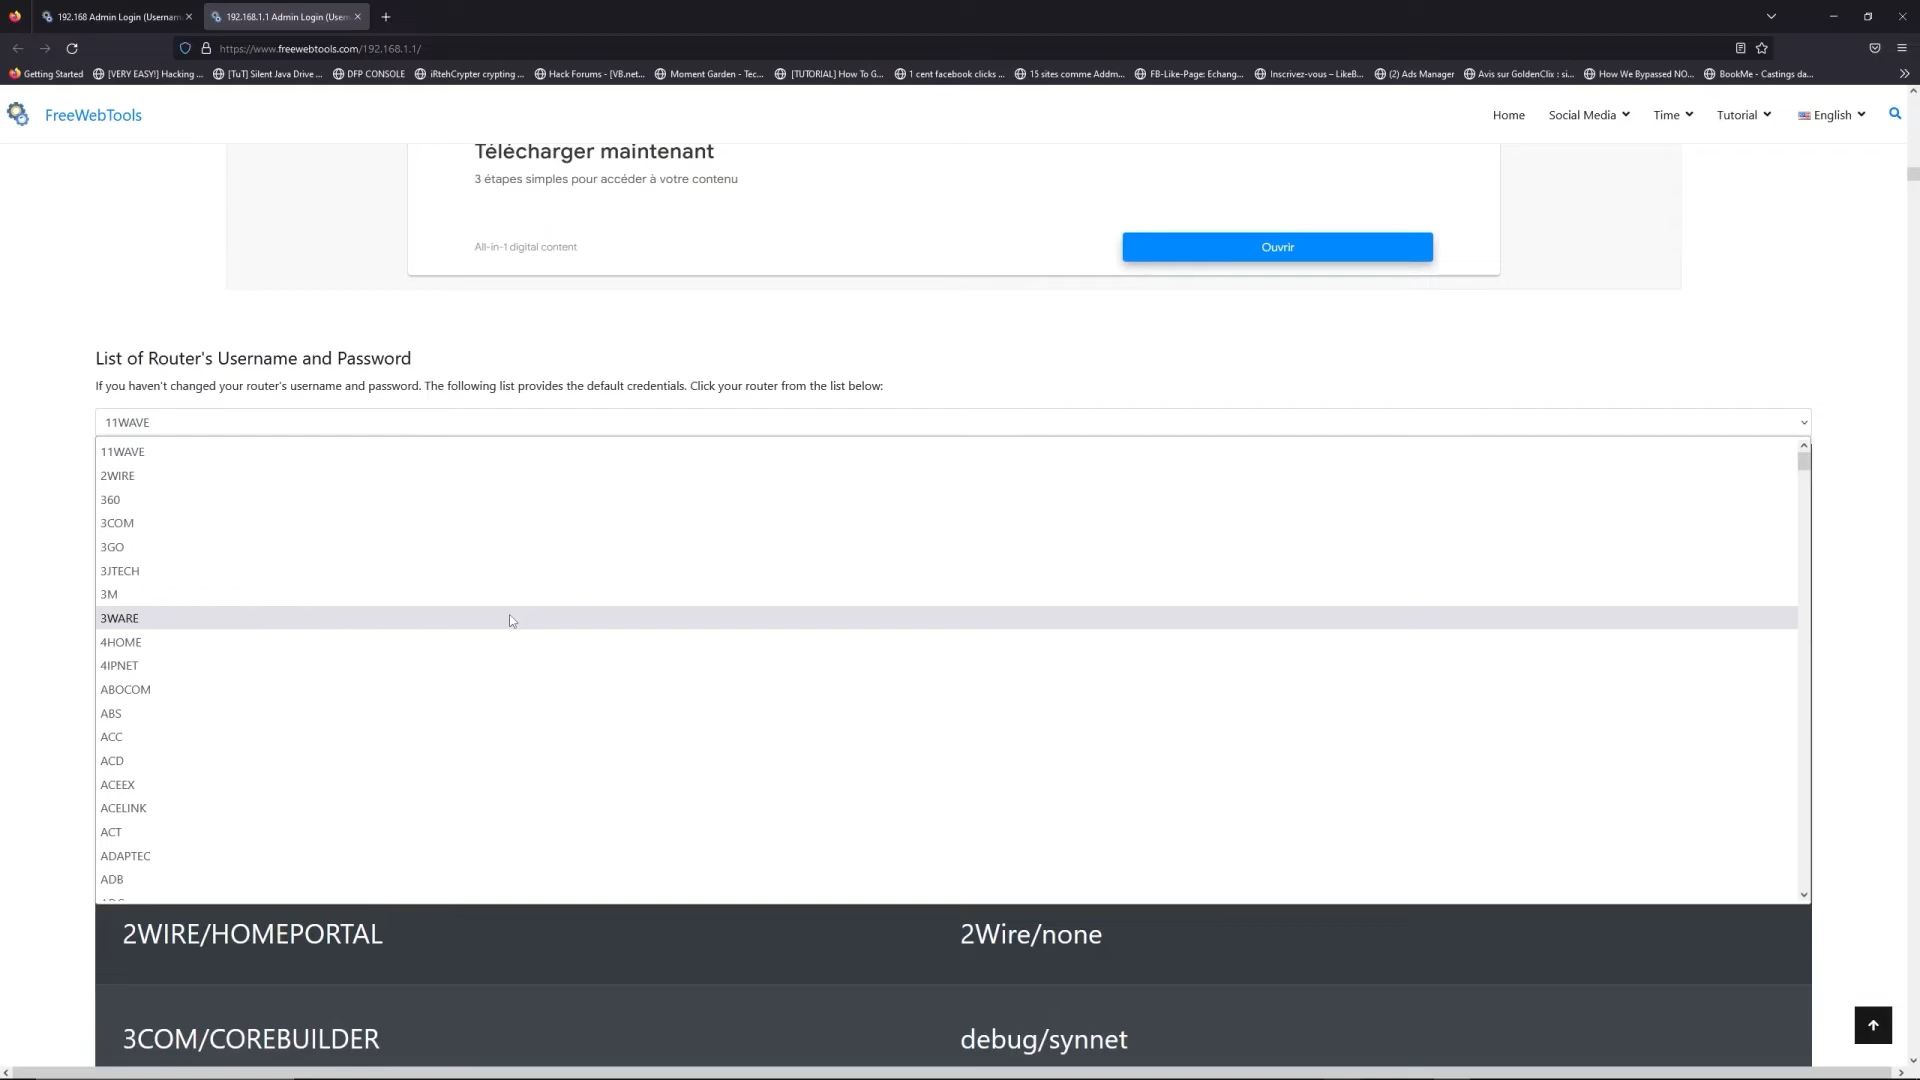 192.168 Admin Login (Usernam
192.168.1.1 Admin Login (Usern
https://www.freewebtools.com/192.168.1.1/
Getting Started
[VERY EASY!] Hacking ...
[TuT] Silent Java Drive ...
DFP CONSOLE
iRtehCrypter crypting ...
Hack Forums - [VB.net...
Moment Garden - Tec...
[TUTORIAL] How To G...
1 cent facebook clicks ...
15 sites comme Addm...
FB-Like-Page: Echang...
Inscrivez-vous – LikeB...
(2) Ads Manager
Avis sur GoldenClix : si...
How We Bypassed NO...
BookMe - Castings da...
FreeWebTools
Home
Social Media
Time
Tutorial
English
Télécharger maintenant
3 étapes simples pour accéder à votre contenu
All-in-1 digital content
Ouvrir
List of Router's Username and Password
If you haven't changed your router's username and password. The following list provides the default credentials. Click your router from the list below:
11WAVE
11WAVE
2WIRE
360
3COM
3GO
3JTECH
3M
3WARE
4HOME
4IPNET
ABOCOM
ABS
ACC
ACD
ACEEX
ACELINK
ACT
ADAPTEC
ADB
2WIRE/HOMEPORTAL
2Wire/none
3COM/COREBUILDER
debug/synnet